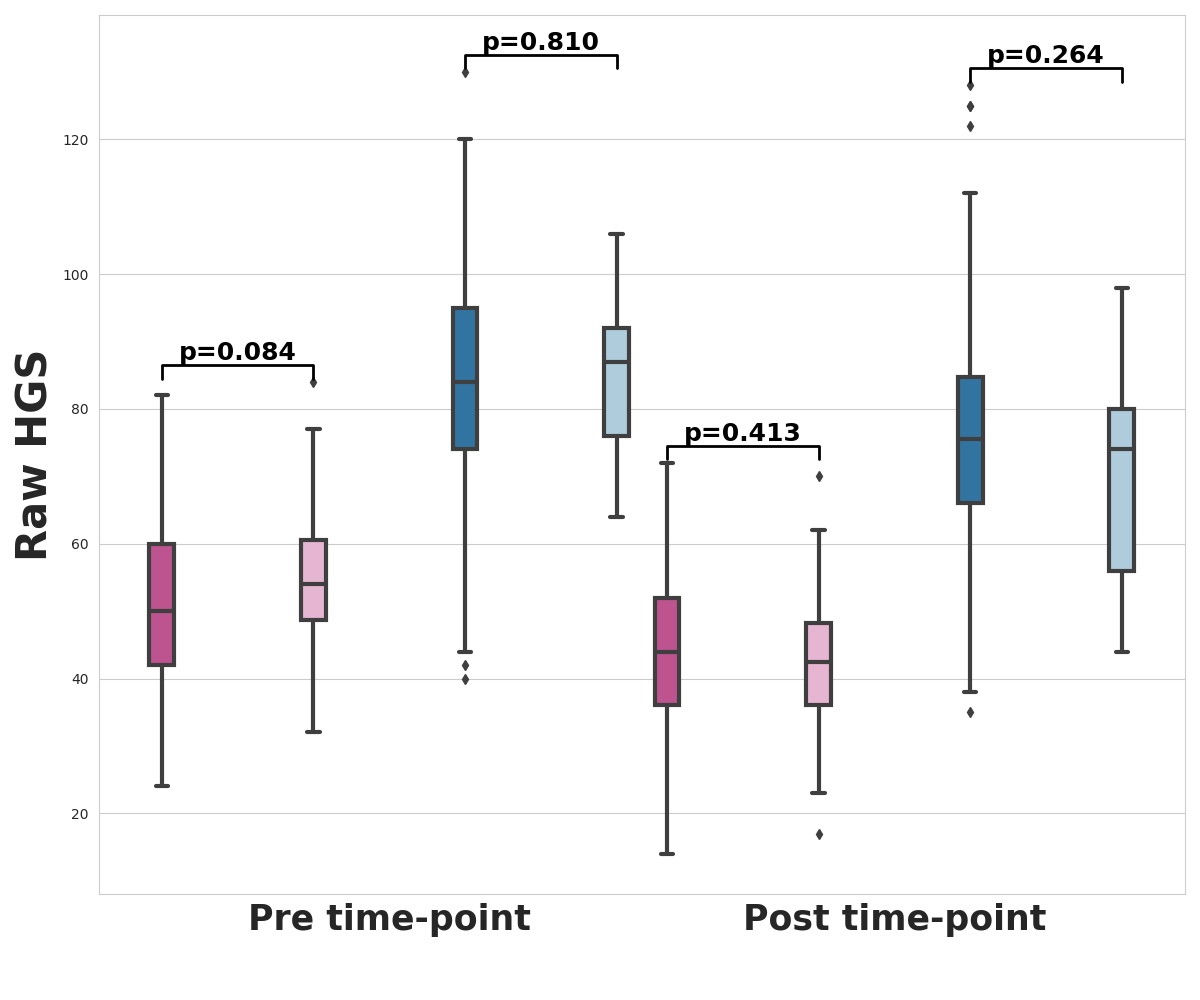 p=0.810
p=0.264
120
100
p=0.084
80
p=0.413
Raw HGS
60
40
20
Pre time-point
Post time-point